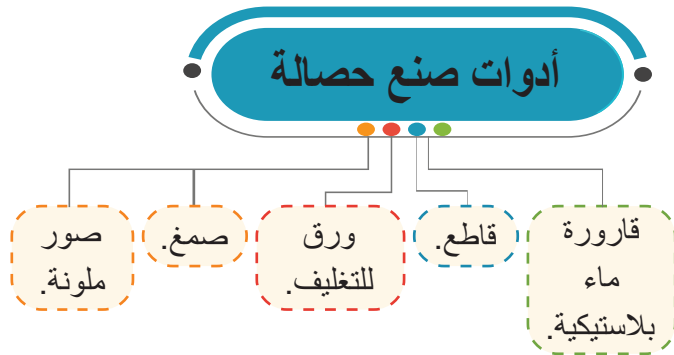 أدوات صنع حصالة
قارورة
ماء
بلاستيكية.
قاطع.
ورق
للتغليف.
صمغ.
صور
ملونة.